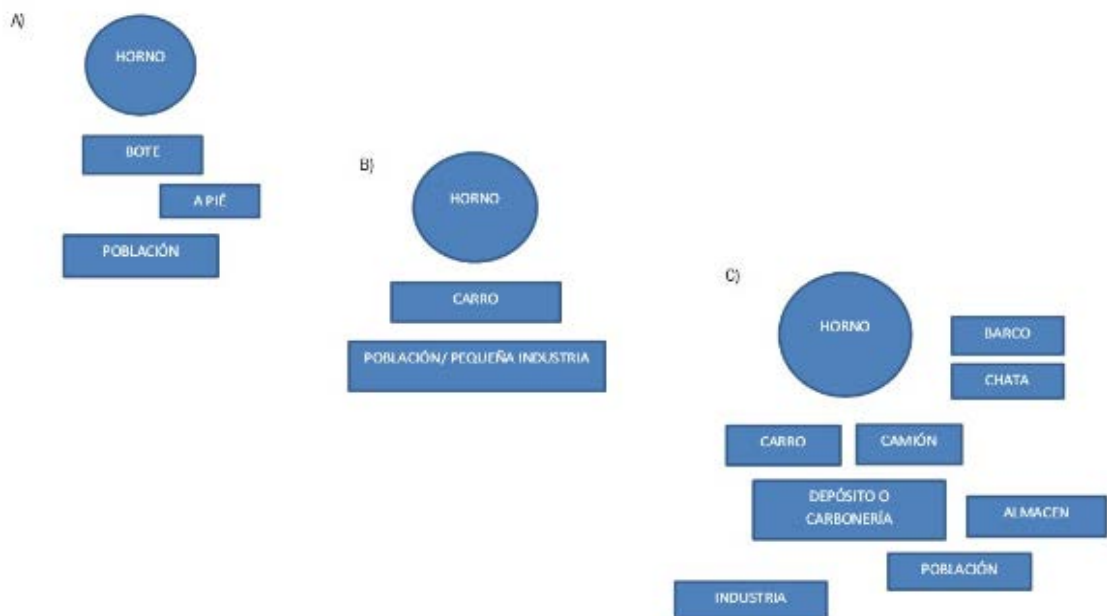 A)
HORNO
BOTE
A PIÉ
POBLACIÓN
B)
HORNO
CARRO
POBLACIÓN/ PEQUEÑA INDUSTRIA
C)
HORNO
BARCO
CHATA
CARRO
CAMIÓN
DEPÓSITO O
CARBONERÍA
ALMACEN
POBLACIÓN
INDUSTRIA